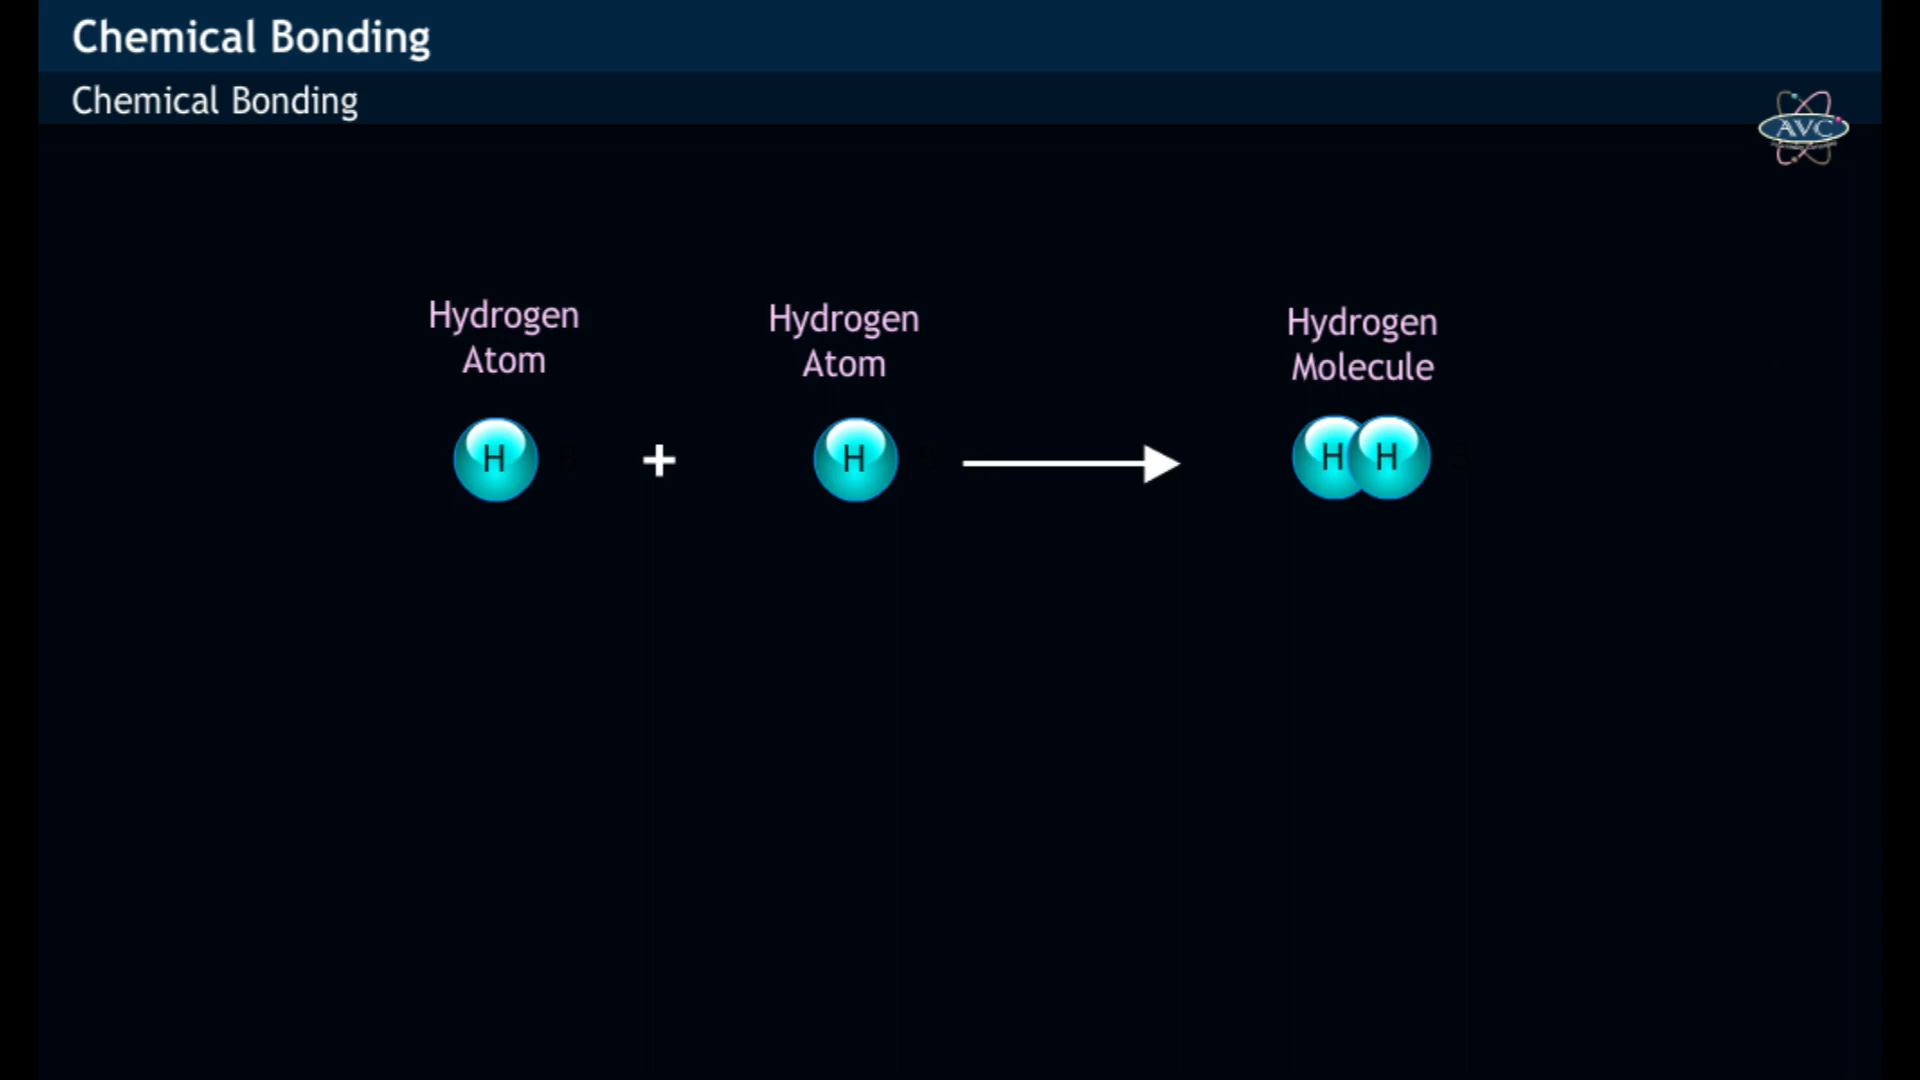 Chemical Bonding
Chemical Bonding
AVC
Hydrogen
Atom
Hydrogen
Atom
Hydrogen
Molecule
H + H H H